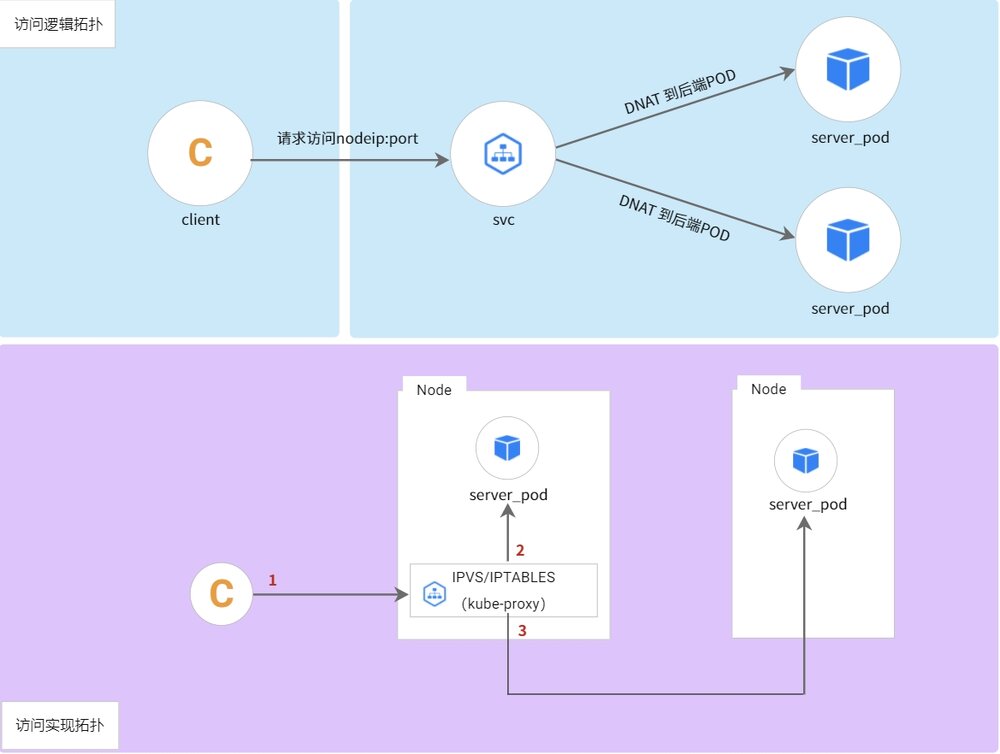 访问逻辑拓扑
C
client
请求访问nodeip:port
svc
DNAT 到后端POD
server_pod
DNAT 到后端POD
server_pod
Node
server_pod
2
C
1
IPVS/IPTABLES
(kube-proxy)
3
Node
server_pod
访问实现拓扑